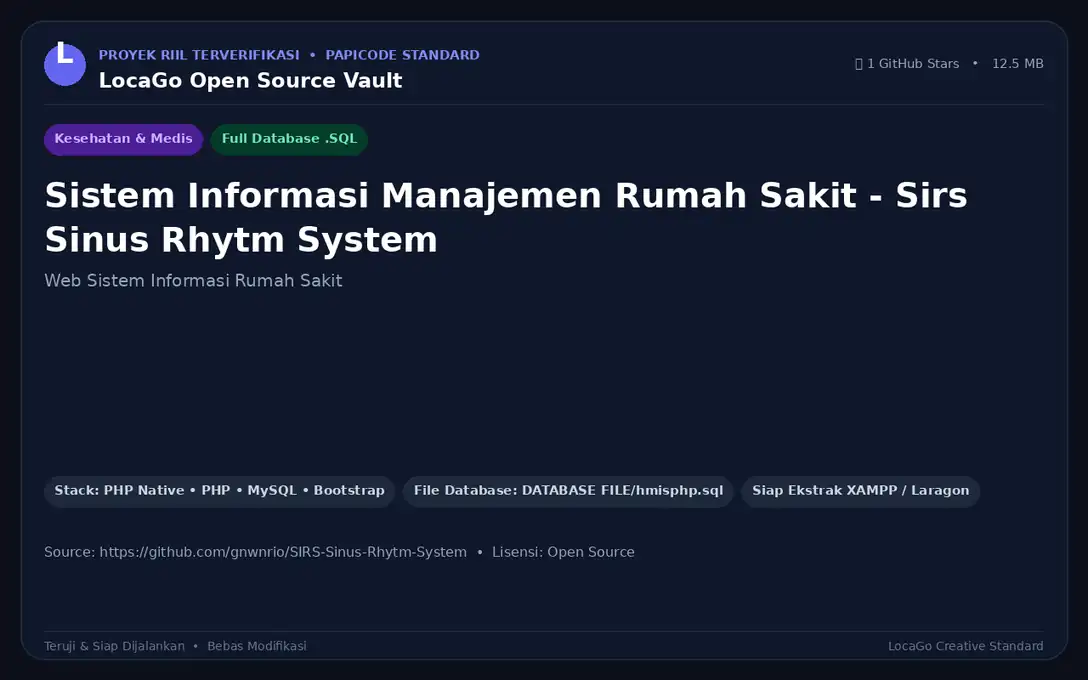 L
PROYEK RIIL TERVERIFIKASI • PAPICODE STANDARD
LocaGo Open Source Vault
1 GitHub Stars • 12.5 MB
Kesehatan & Medis
Full Database .SQL
Sistem Informasi Manajemen Rumah Sakit - Sirs
Sinus Rhytm System
Web Sistem Informasi Rumah Sakit
Stack: PHP Native • PHP • MySQL • Bootstrap
File Database: DATABASE FILE/hmisphp.sql
Siap Ekstrak XAMPP / Laragon
Source: https://github.com/gnwnrio/SIRS-Sinus-Rhytm-System • Lisensi: Open Source
Teruji & Siap Dijalankan • Bebas Modifikasi
LocaGo Creative Standard